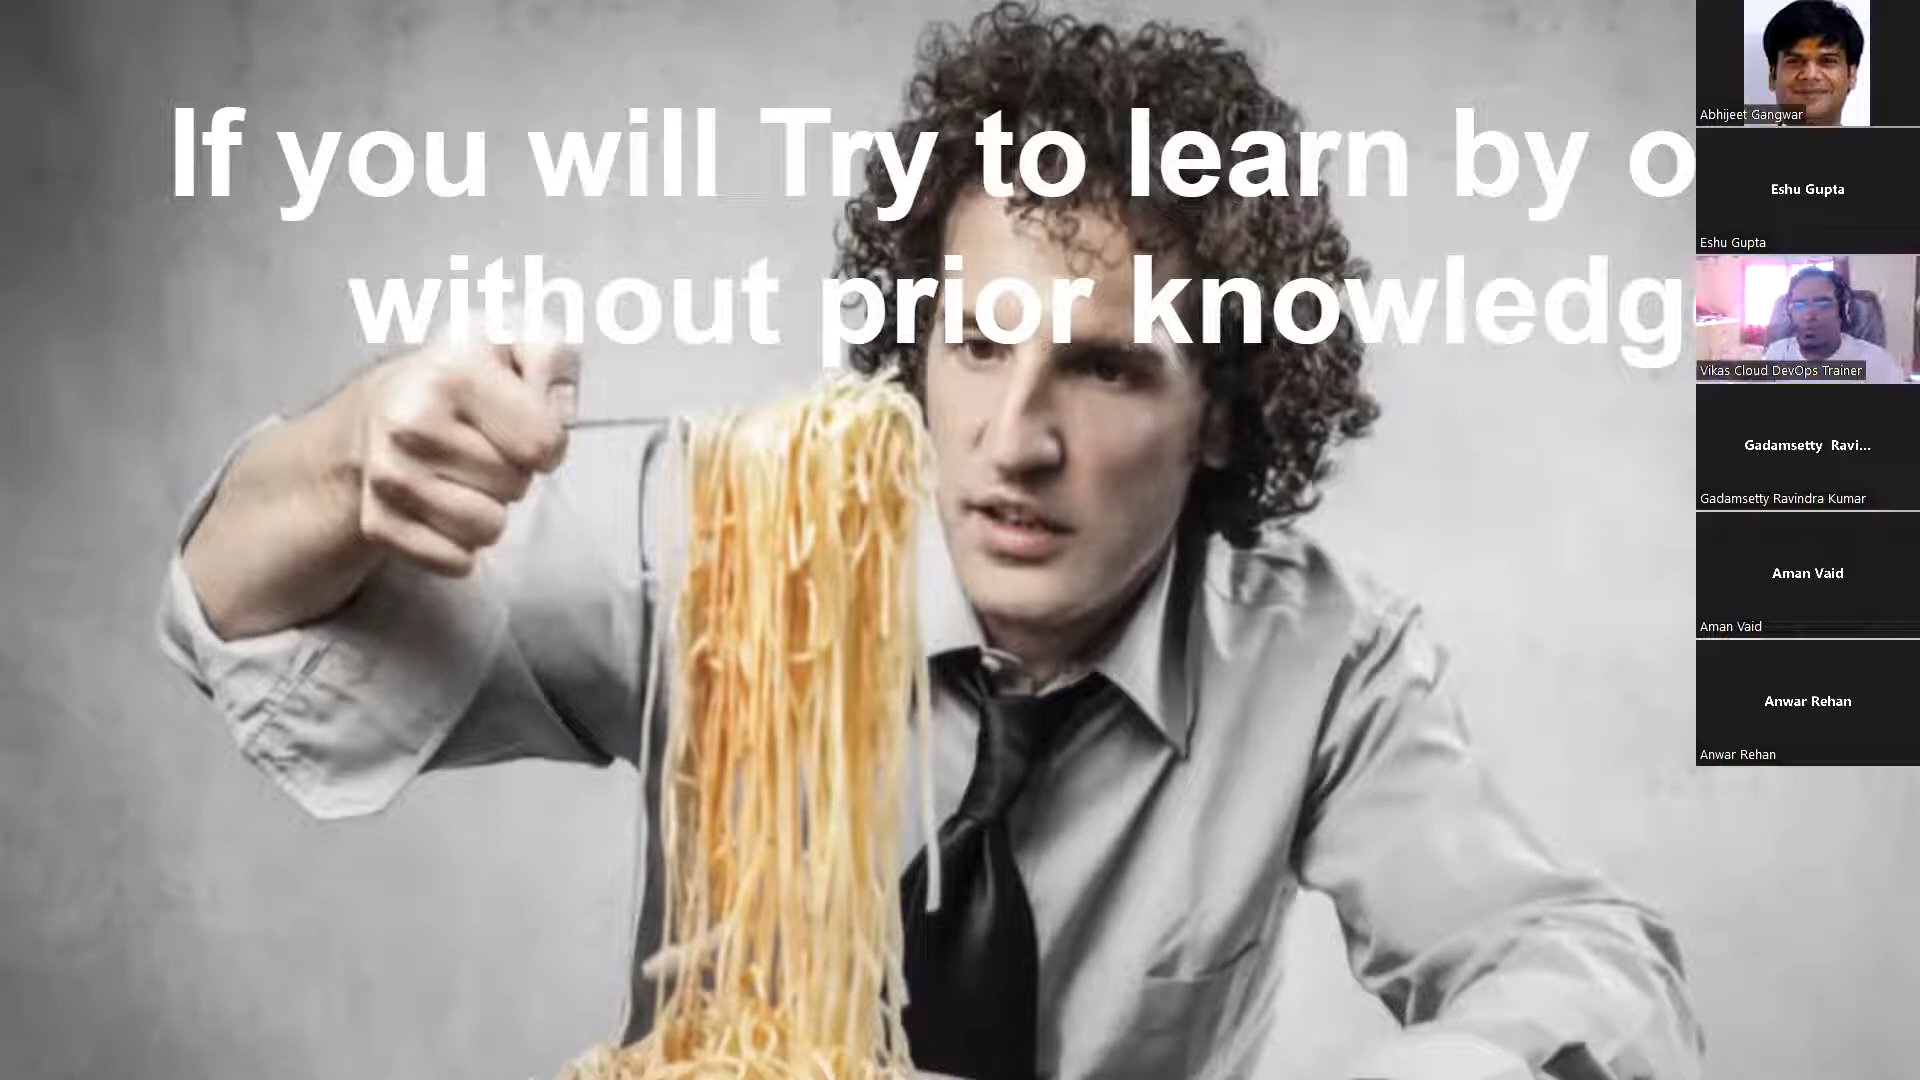 If you will Try to learn by o
without prior knowledg
Abhijeet Gangwar
Eshu Gupta
Eshu Gupta
Vikas Cloud DevOps Trainer
Gadamsetty Ravi...
Gadamsetty Ravindra Kumar
Aman Vaid
Aman Vaid
Anwar Rehan
Anwar Rehan